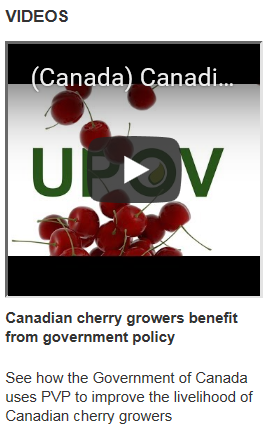 VIDEOS
(Canada) Canadi...
UPOV
Canadian cherry growers benefit
from government policy
See how the Government of Canada
uses PVP to improve the livelihood of
Canadian cherry growers